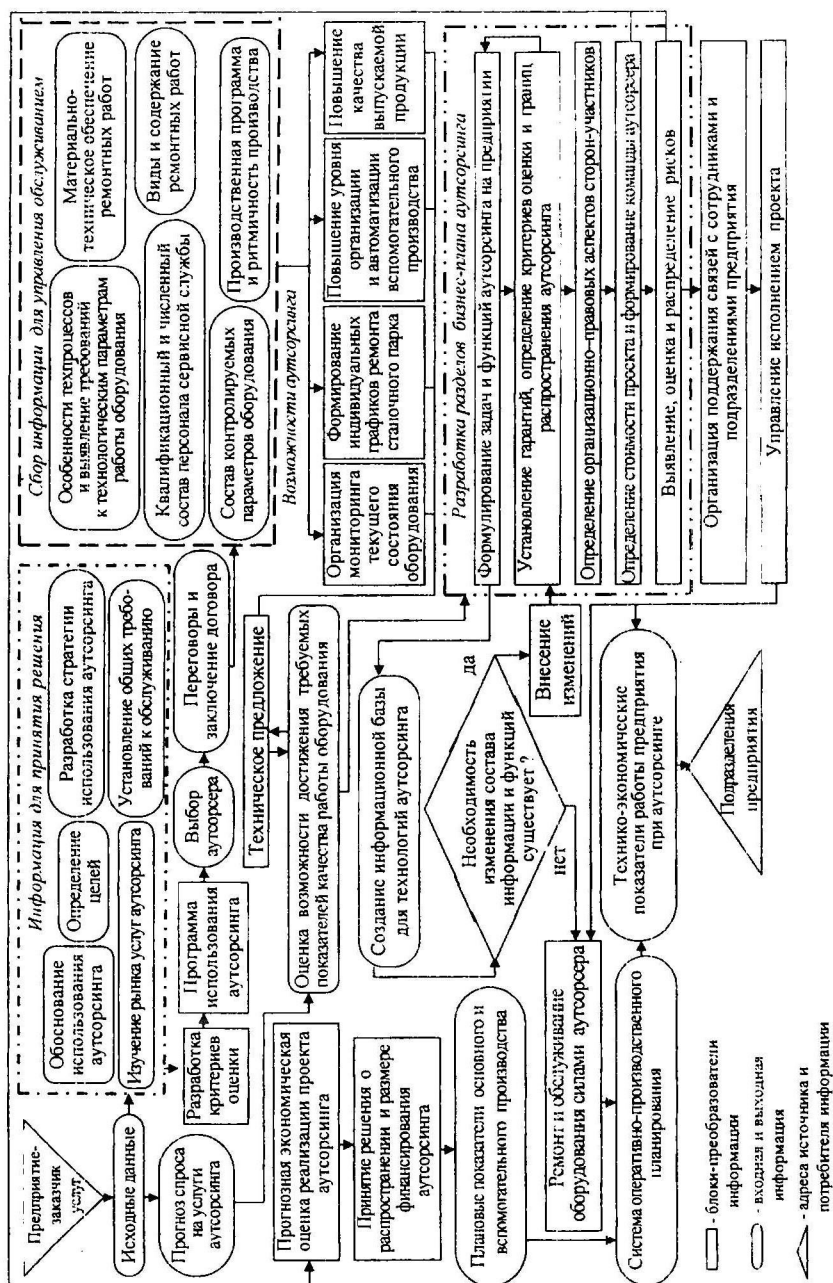 Предприятие-
заказчик
услуг
Исходные данные
Прогноз спроса
на услуги
аутсорсинга
Прогнозная экономическая
оценка реализации проекта
аутсорсинга
Принятие решения о
распространении и размере
финансирования
аутсорсинга
Плановые показатели основного и
вспомогательного производства
Ремонт и обслуживание
оборудования силами аутсорсера
Система оперативно-производственного
планирования
Информация для принятия решения
Обоснование
использования
аутсорсинга
Определение
целей
Разработка стратегии
использования аутсорсинга
Изучение рынка услуг аутсорсинга
Установление общих требо-
ваний к обслуживанию
Разработка
критериев
оценки
Программа
использования
аутсорсинга
Выбор
аутсорсера
Переговоры и
заключение договора
Техническое предложение
Оценка возможности достижения требуемых
показателей качества работы оборудования
Создание информационной базы
для технологий аутсорсинга
Необходимость
изменения состава
информации и функций
существует ?
да
нет
Внесение
изменений
Технико-экономические
показатели работы предприятия
при аутсорсинге
Подразделения
предприятия
Сбор информации для управления обслуживанием
Особенности техпроцессов
и выявление требований
к технологическим параметрам
работы оборудования
Материально-
техническое обеспечение
ремонтных работ
Квалификационный и численный
состав персонала сервисной службы
Виды и содержание
ремонтных работ
Состав контролируемых
параметров оборудования
Производственная программа
и ритмичность производства
Возможности аутсорсинга
Организация
мониторинга
текущего
состояния
оборудования
Формирование
индивидуальных
графиков ремонта
станочного парка
Повышение уровня
организации
и автоматизации
вспомогательного
производства
Повышение
качества
выпускаемой
продукции
Разработка разделов бизнес-плана аутсорсинга
Формулирование задач и функций аутсорсинга на предприятии
Установление гарантий, определение критериев оценки и границ
распространения аутсорсинга
Определение организационно–правовых аспектов сторон-участников
Определение стоимости проекта и формирование команды аутсорсера
Выявление, оценка и распределение рисков
Организация поддержания связей с сотрудниками и
подразделениями предприятия
Управление исполнением проекта
- блоки-преобразователи
информации
- входная и выходная
информация
- адреса источника и
потребителя информации